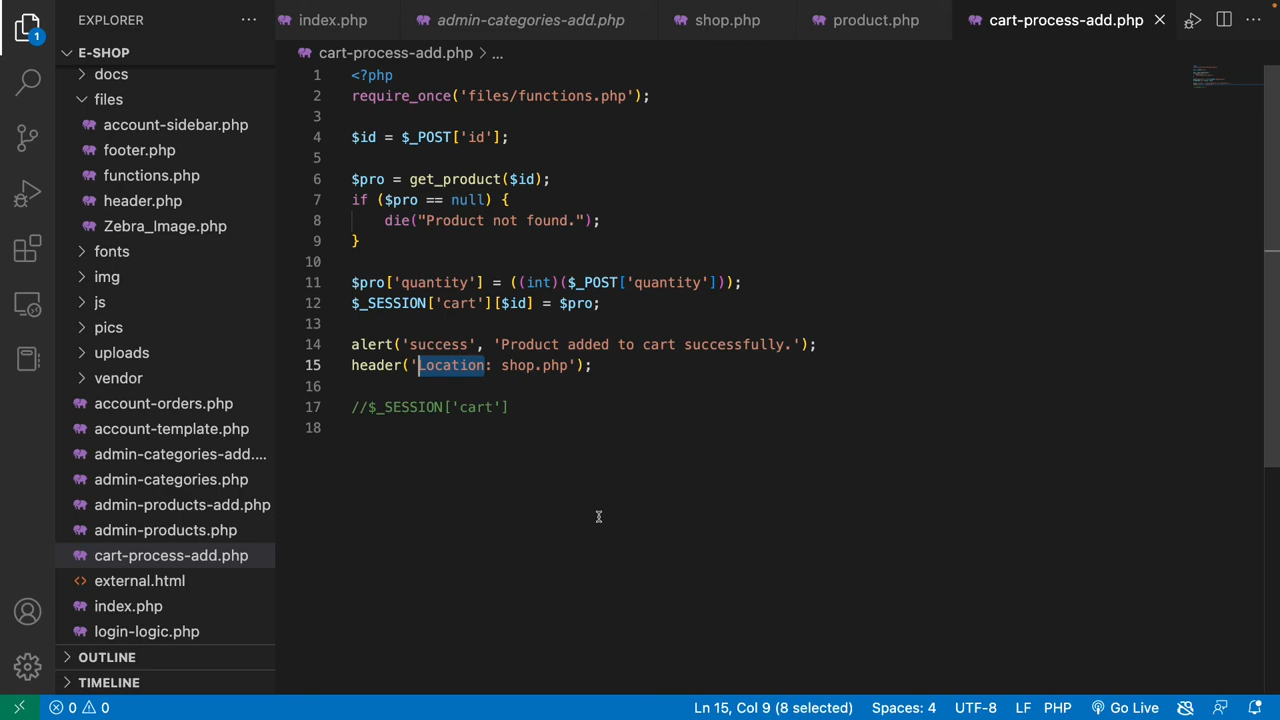 EXPLORER
index.php
admin-categories-add.php
shop.php
product.php
cart-process-add.php
1
E-SHOP
docs
files
account-sidebar.php
footer.php
functions.php
header.php
Zebra_Image.php
fonts
img
js
pics
uploads
vendor
account-orders.php
account-template.php
admin-categories-add....
admin-categories.php
admin-products-add.php
admin-products.php
cart-process-add.php
external.html
index.php
login-logic.php
OUTLINE
TIMELINE
cart-process-add.php > ...
1 <?php
2 require_once('files/functions.php');
3
4 $id = $_POST['id'];
5
6 $pro = get_product($id);
7 if ($pro == null) {
8 die("Product not found.");
9 }
10
11 $pro['quantity'] = ((int)($_POST['quantity']));
12 $_SESSION['cart'][$id] = $pro;
13
14 alert('success', 'Product added to cart successfully.');
15 header('Location: shop.php');
16
17 //$_SESSION['cart']
18
0 0
Ln 15, Col 9 (8 selected)
Spaces: 4
UTF-8
LF
PHP
Go Live